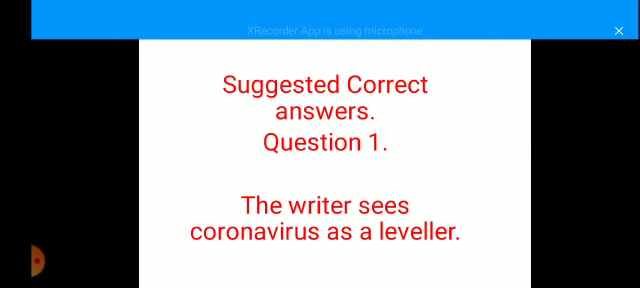 XRecorder App is using microphone
Suggested Correct
answers.
Question 1.
The writer sees
coronavirus as a leveller.